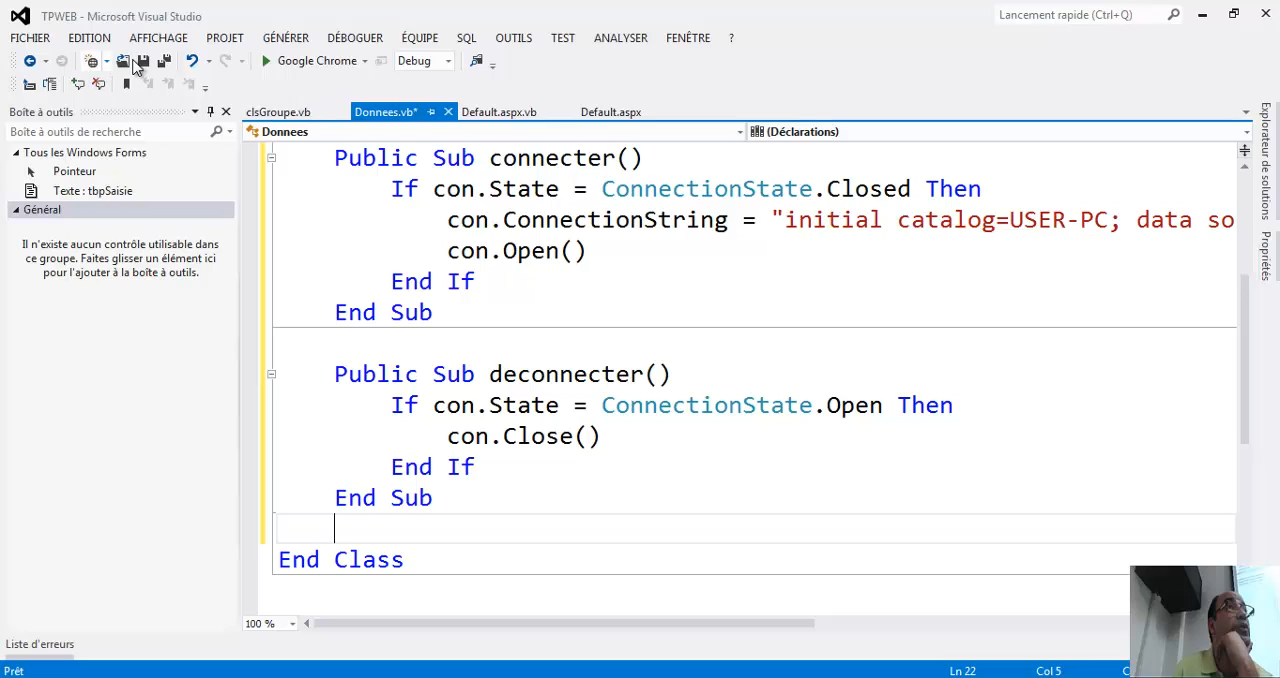 TPWEB - Microsoft Visual Studio
Lancement rapide (Ctrl+Q)
FICHIER EDITION AFFICHAGE PROJET GÉNÉRER DÉBOGUER ÉQUIPE SQL OUTILS TEST ANALYSER FENÊTRE ?
Google Chrome Debug
Boîte à outils
clsGroupe.vb Donnees.vb* Default.aspx.vb Default.aspx
Boîte à outils de recherche
Donnees (Déclarations)
Tous les Windows Forms
Pointeur
Texte : tbpSaisie
Général
Il n'existe aucun contrôle utilisable dans
ce groupe. Faites glisser un élément ici
pour l'ajouter à la boîte à outils.
Public Sub connecter()
If con.State = ConnectionState.Closed Then
con.ConnectionString = "initial catalog=USER-PC; data so
con.Open()
End If
End Sub
Public Sub deconnecter()
If con.State = ConnectionState.Open Then
con.Close()
End If
End Sub
End Class
Explorateur de solutions
Propriétés
100 %
Liste d'erreurs
Prêt Ln 22 Col 5 C